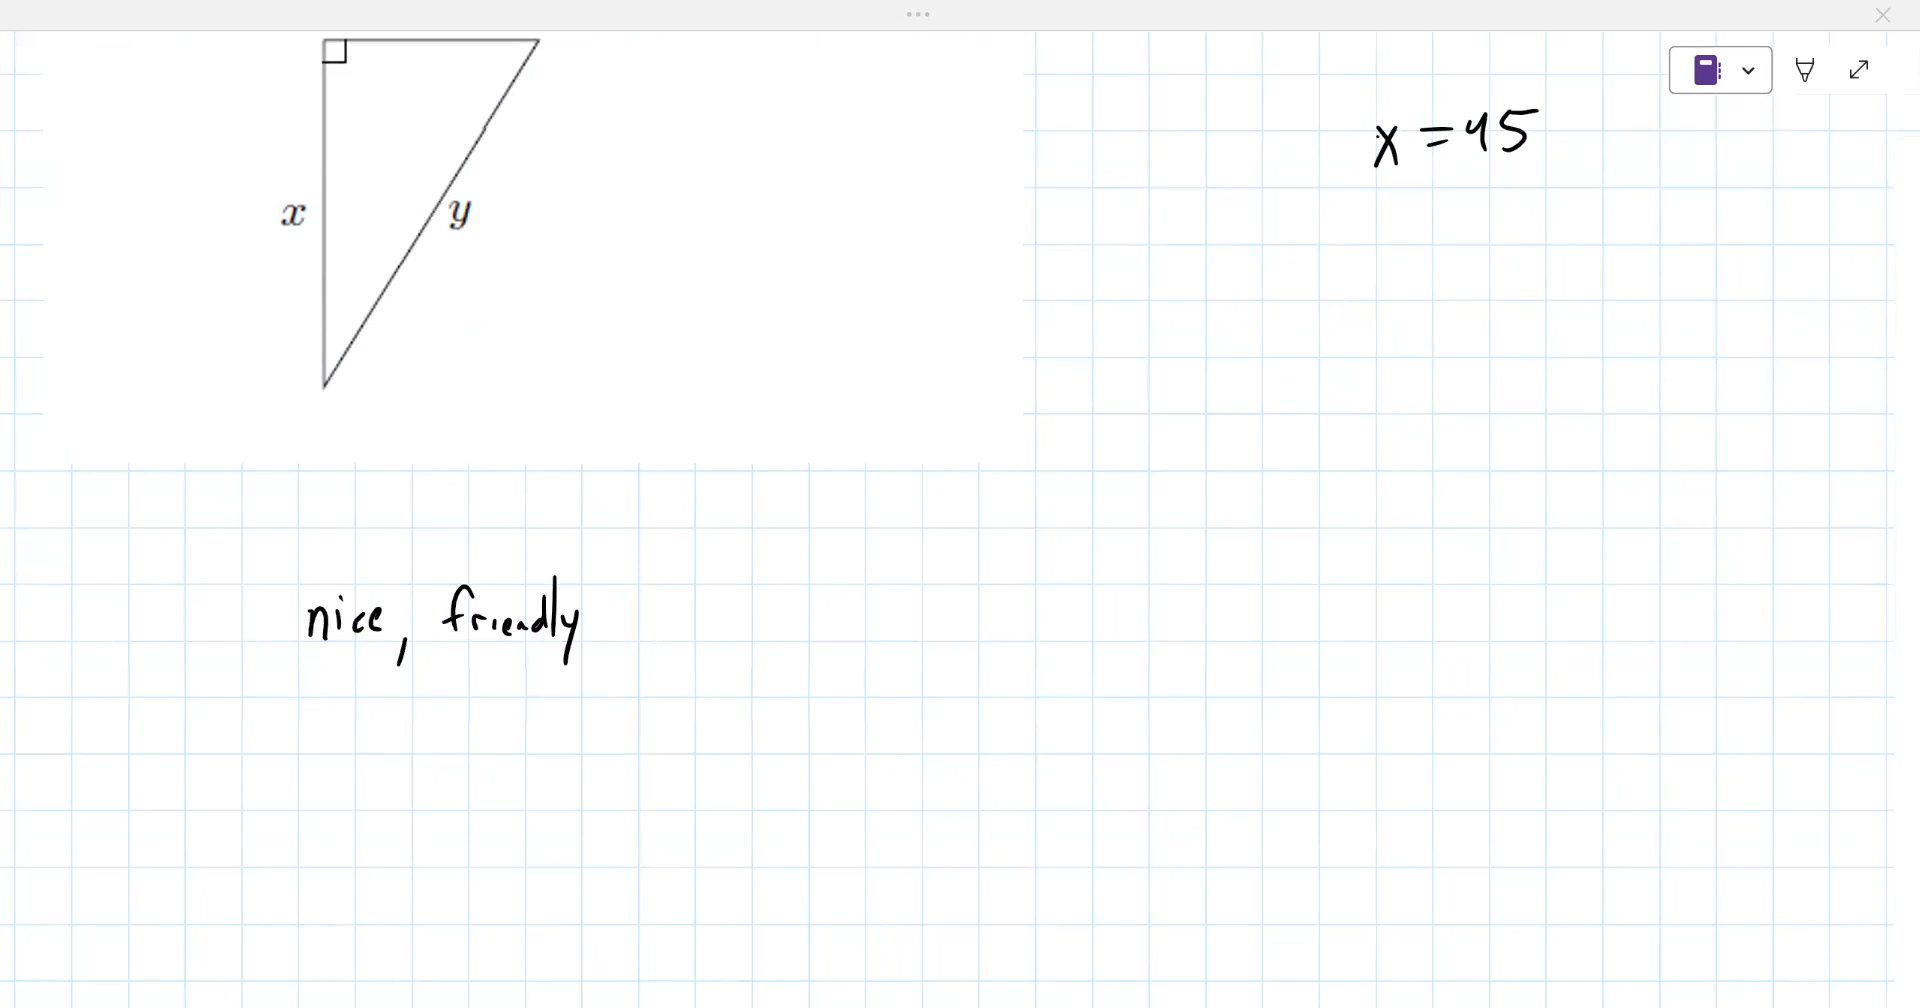 x = 45
x
y
nice, friendly